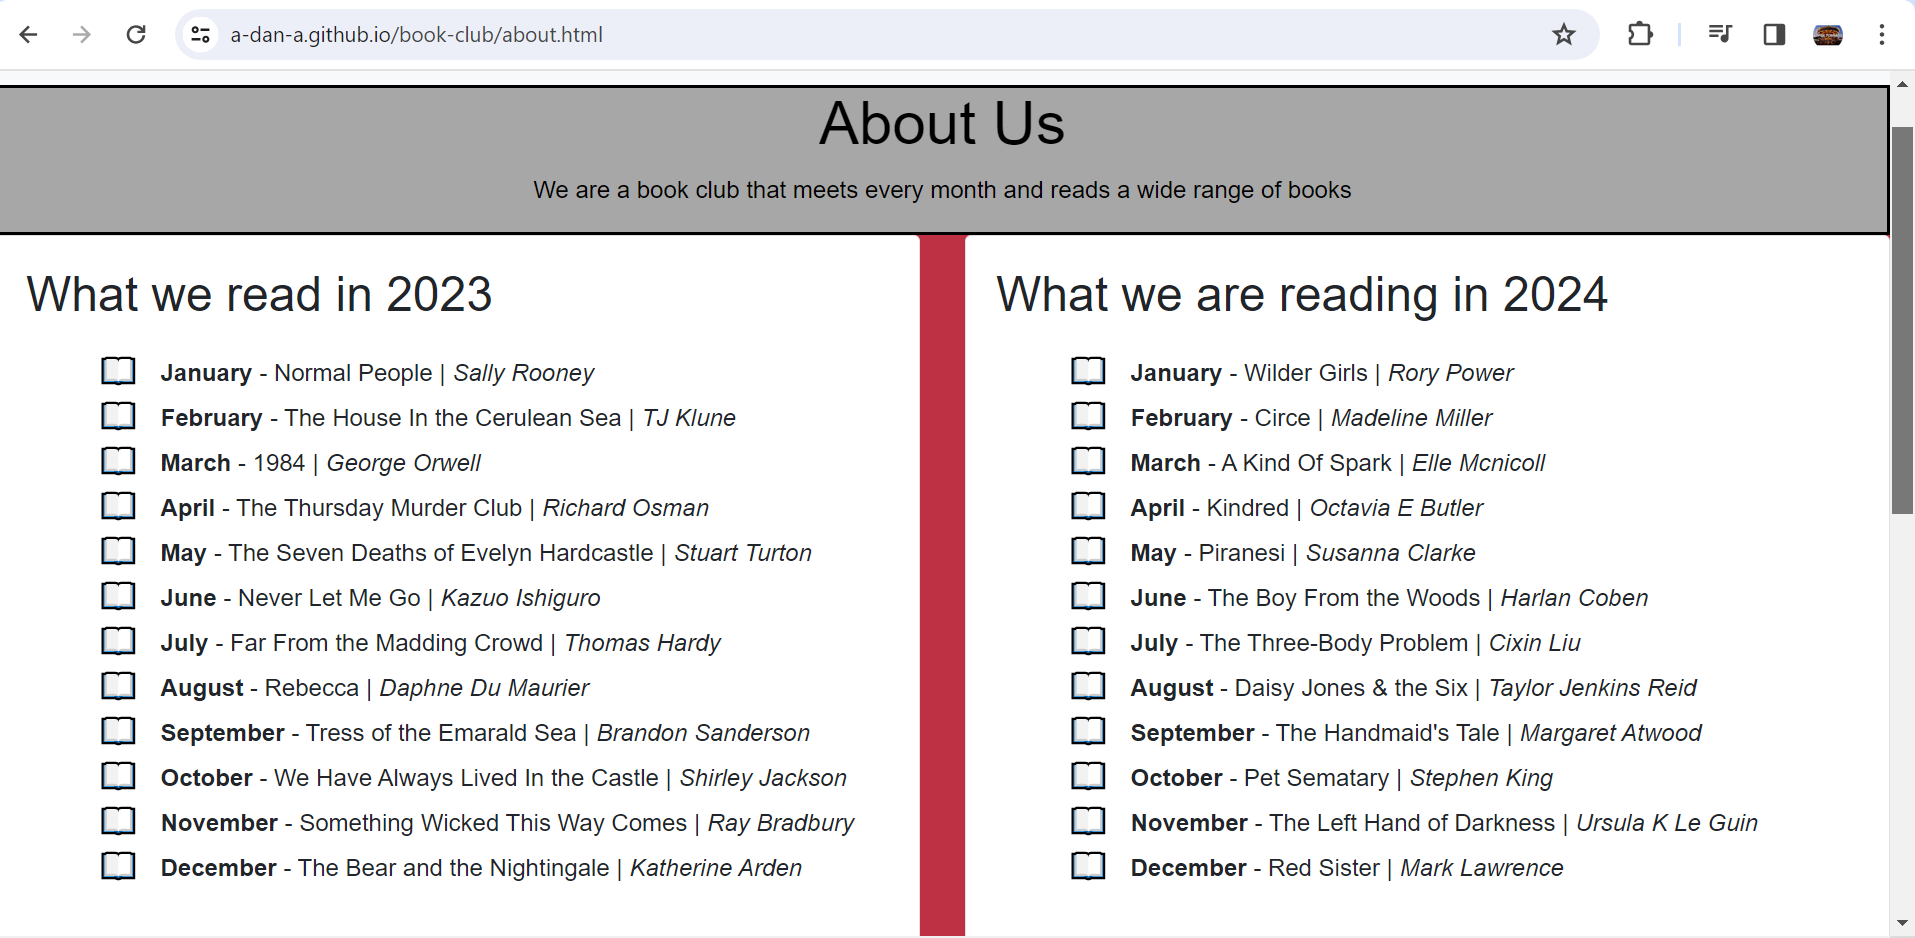 a-dan-a.github.io/book-club/about.html
About Us
We are a book club that meets every month and reads a wide range of books
What we read in 2023
January - Normal People | Sally Rooney
February - The House In the Cerulean Sea | TJ Klune
March - 1984 | George Orwell
April - The Thursday Murder Club | Richard Osman
May - The Seven Deaths of Evelyn Hardcastle | Stuart Turton
June - Never Let Me Go | Kazuo Ishiguro
July - Far From the Madding Crowd | Thomas Hardy
August - Rebecca | Daphne Du Maurier
September - Tress of the Emarald Sea | Brandon Sanderson
October - We Have Always Lived In the Castle | Shirley Jackson
November - Something Wicked This Way Comes | Ray Bradbury
December - The Bear and the Nightingale | Katherine Arden
What we are reading in 2024
January - Wilder Girls | Rory Power
February - Circe | Madeline Miller
March - A Kind Of Spark | Elle Mcnicoll
April - Kindred | Octavia E Butler
May - Piranesi | Susanna Clarke
June - The Boy From the Woods | Harlan Coben
July - The Three-Body Problem | Cixin Liu
August - Daisy Jones & the Six | Taylor Jenkins Reid
September - The Handmaid's Tale | Margaret Atwood
October - Pet Sematary | Stephen King
November - The Left Hand of Darkness | Ursula K Le Guin
December - Red Sister | Mark Lawrence